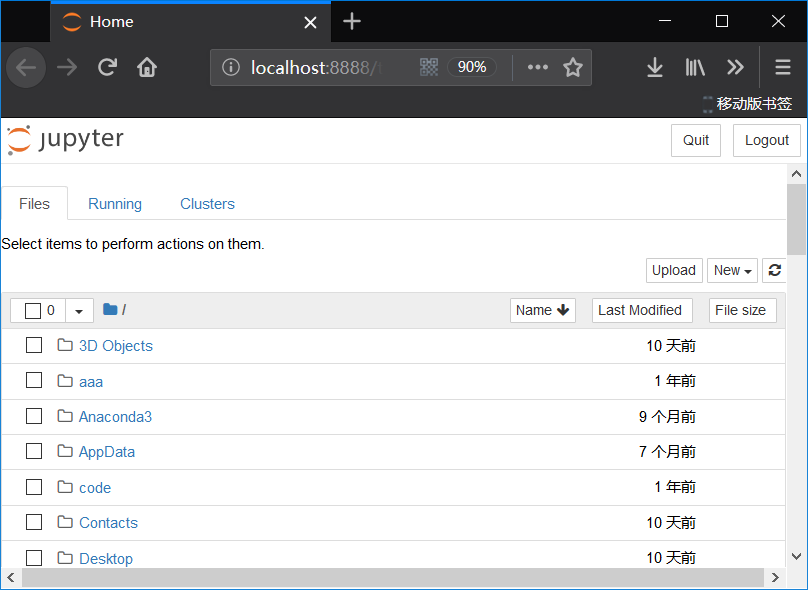 Home
localhost:8888/ 90%
移动版书签
jupyter Quit Logout
Files Running Clusters
Select items to perform actions on them.
Upload New
0 / Name Last Modified File size
3D Objects 10 天前
aaa 1 年前
Anaconda3 9 个月前
AppData 7 个月前
code 1 年前
Contacts 10 天前
Desktop 10 天前